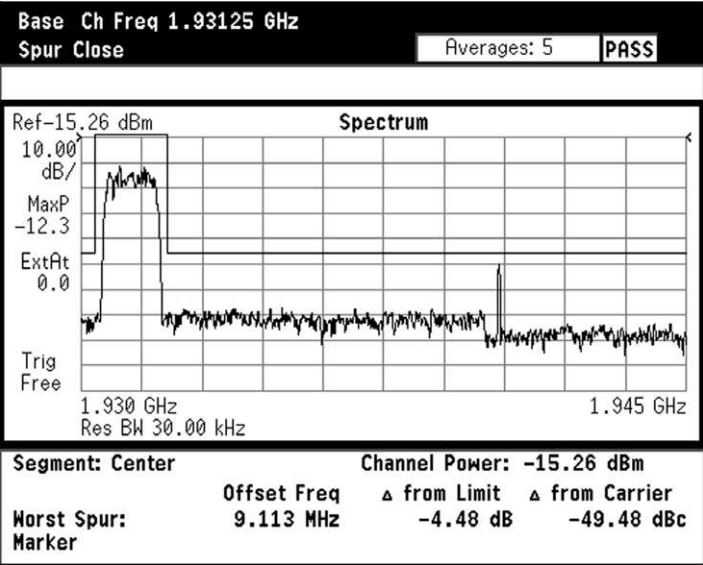 Base Ch Freq 1.93125 GHz
Spur Close
Averages: 5 PASS
Ref-15.26 dBm Spectrum
10.00
dB/
MaxP
-12.3
ExtAt
0.0
Trig
Free
1.930 GHz 1.945 GHz
Res BW 30.00 kHz
Segment: Center Channel Power: -15.26 dBm
Offset Freq Δ from Limit Δ from Carrier
Worst Spur: 9.113 MHz -4.48 dB -49.48 dBc
Marker